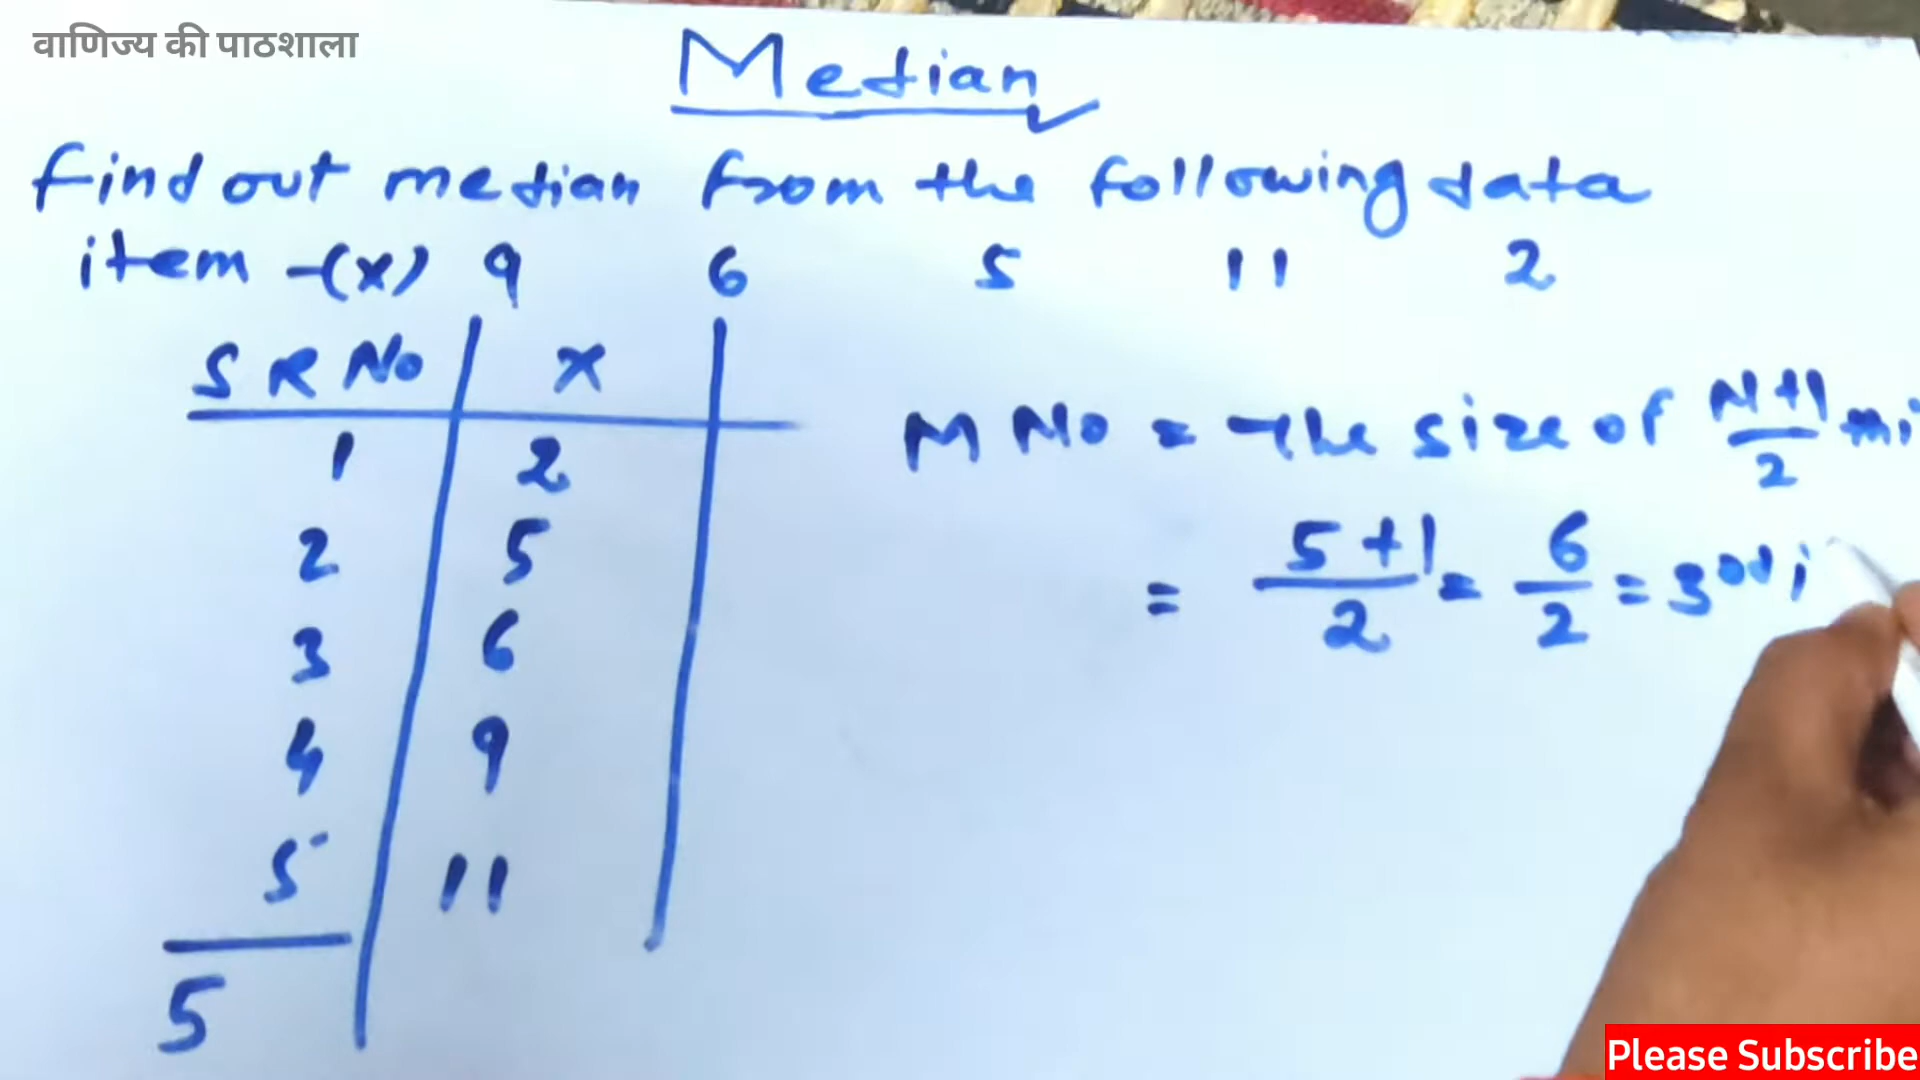 वाणिज्य की पाठशाला
Median
find out median from the following data
item -(x) 9 6 5 11 2
S R No x
1 2
2 5
3 6
4 9
5 11
5
M No = the size of N+1/2
= 5+1/2 = 6/2 = 3rd i
Please Subscribe